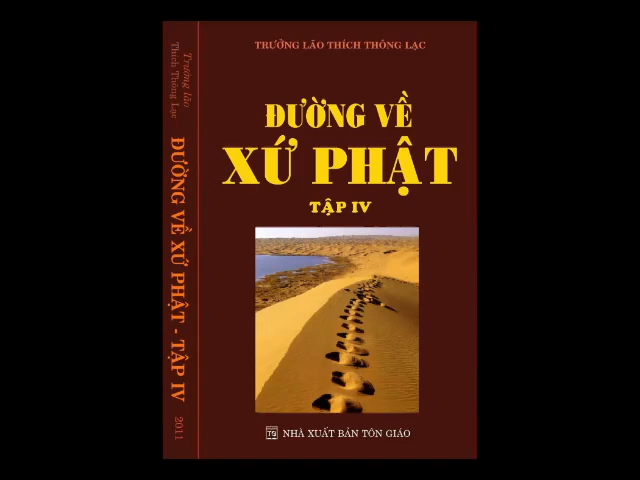 Trưởng lão
Thích Thông Lạc
ĐƯỜNG VỀ XỨ PHẬT - TẬP IV
2011
TRƯỞNG LÃO THÍCH THÔNG LẠC
ĐƯỜNG VỀ
XỨ PHẬT
TẬP IV
TG NHÀ XUẤT BẢN TÔN GIÁO